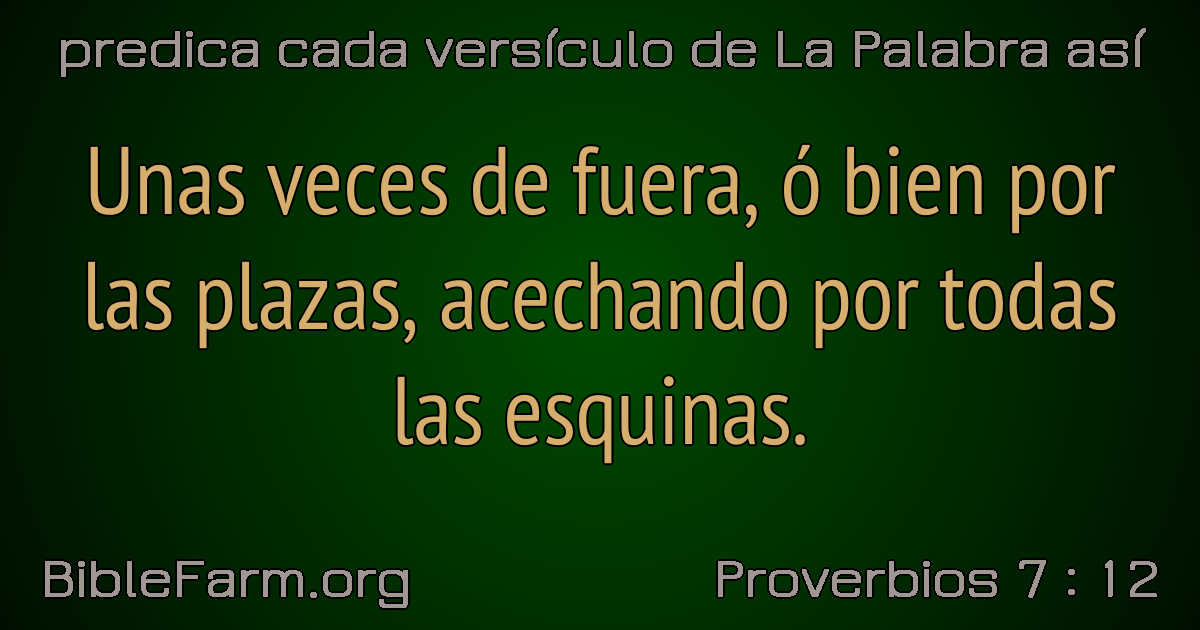 predica cada versículo de La Palabra así
Unas veces de fuera, ó bien por
las plazas, acechando por todas
las esquinas.
BibleFarm.org
Proverbios 7 : 12